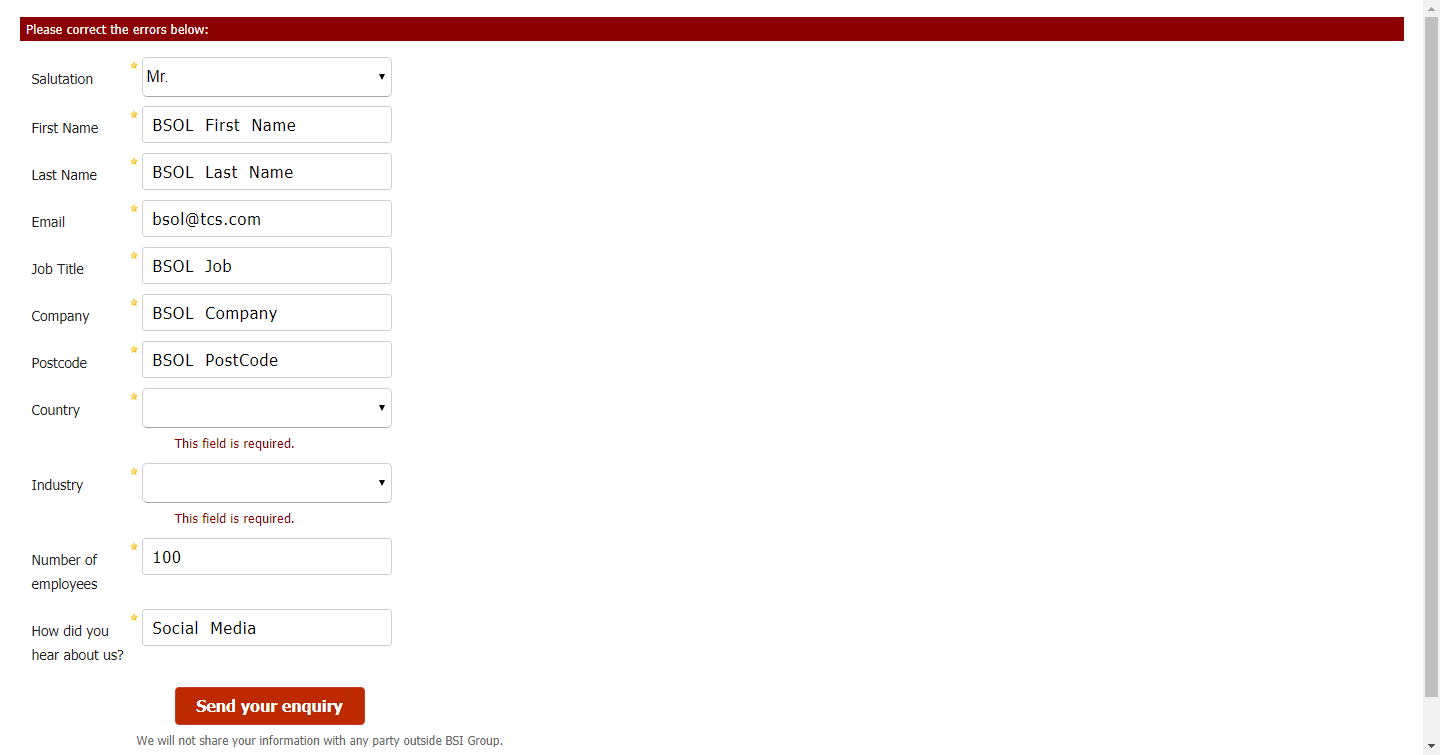 Please correct the errors below:
Salutation
Mr.
First Name
BSOL First Name
Last Name
BSOL Last Name
Email
bsol@tcs.com
Job Title
BSOL Job
Company
BSOL Company
Postcode
BSOL PostCode
Country
This field is required.
Industry
This field is required.
Number of
employees
100
How did you
hear about us?
Social Media
Send your enquiry
We will not share your information with any party outside BSI Group.